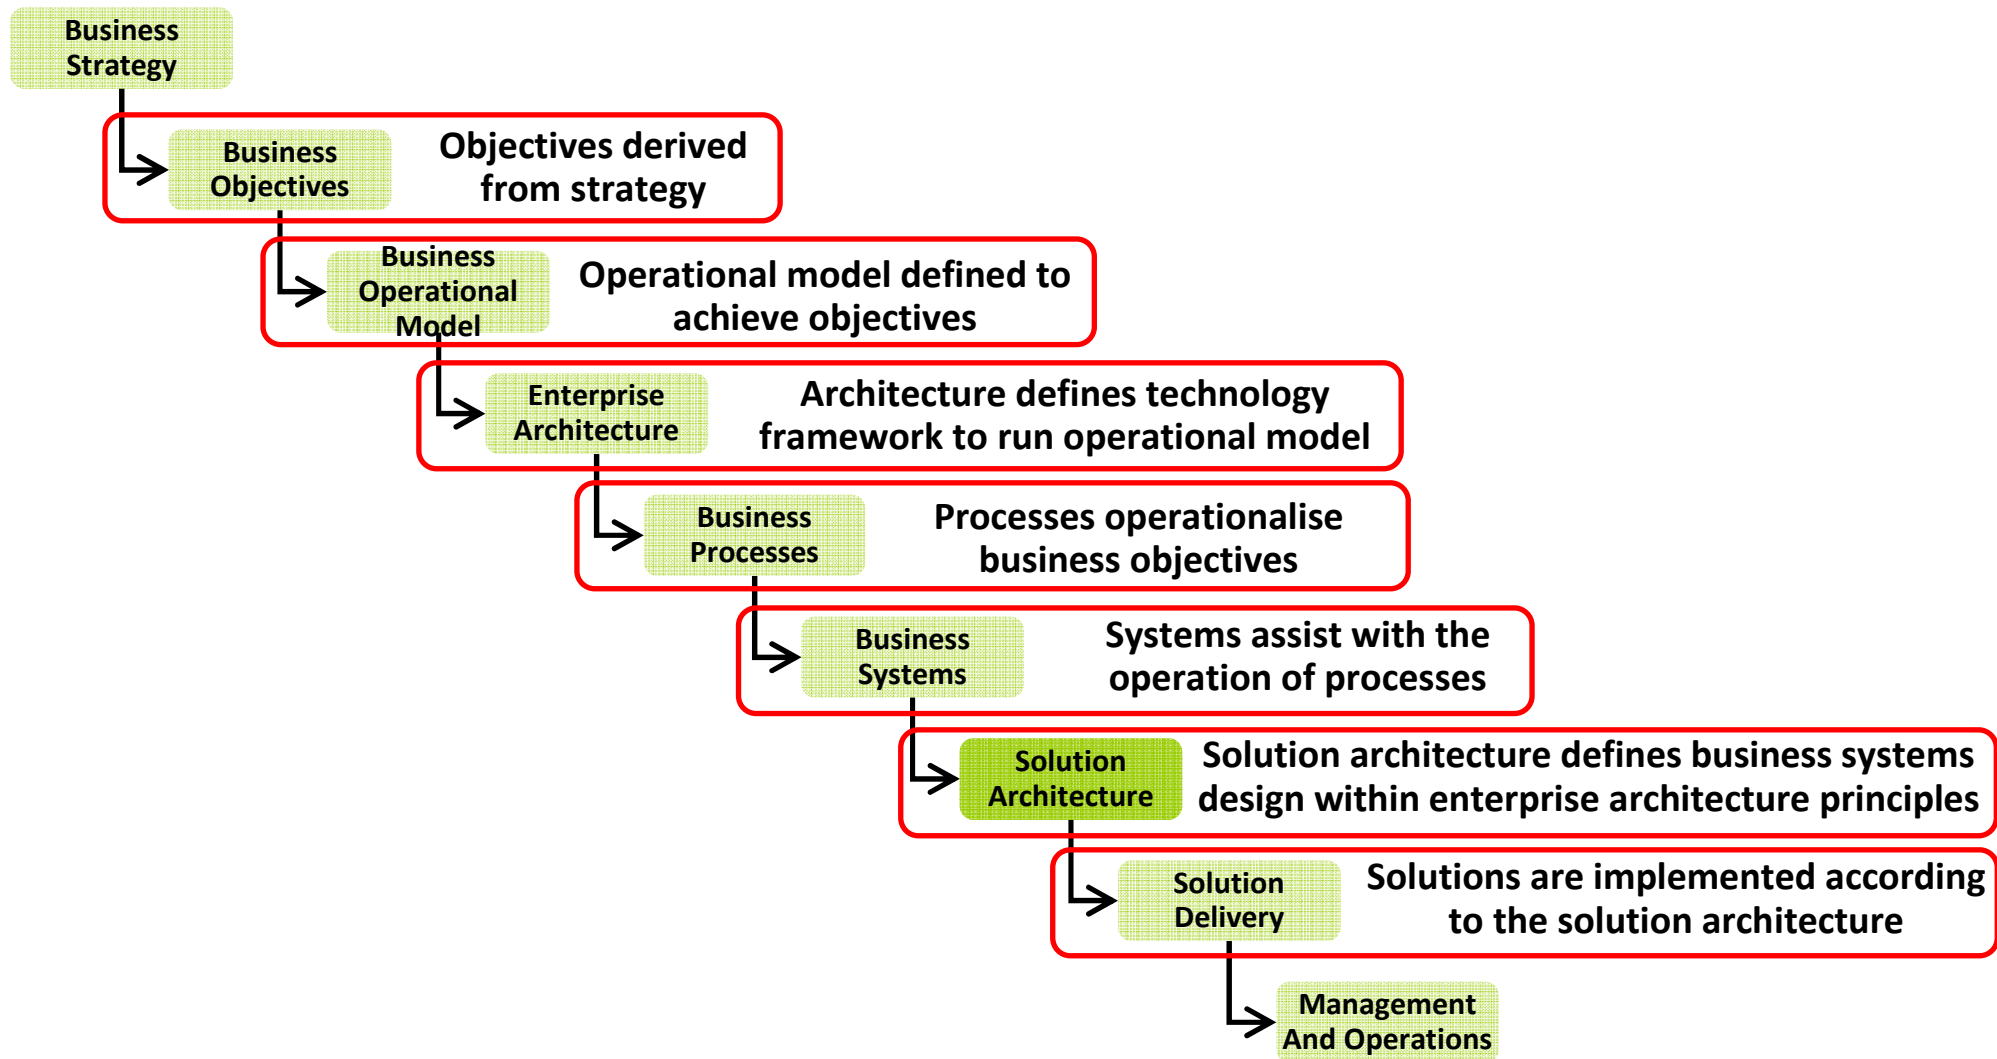 Business
Strategy
Business
Objectives
Objectives derived
from strategy
Business
Operational
Model
Operational model defined to
achieve objectives
Enterprise
Architecture
Architecture defines technology
framework to run operational model
Business
Processes
Processes operationalise
business objectives
Business
Systems
Systems assist with the
operation of processes
Solution
Architecture
Solution architecture defines business systems
design within enterprise architecture principles
Solution
Delivery
Solutions are implemented according
to the solution architecture
Management
And Operations